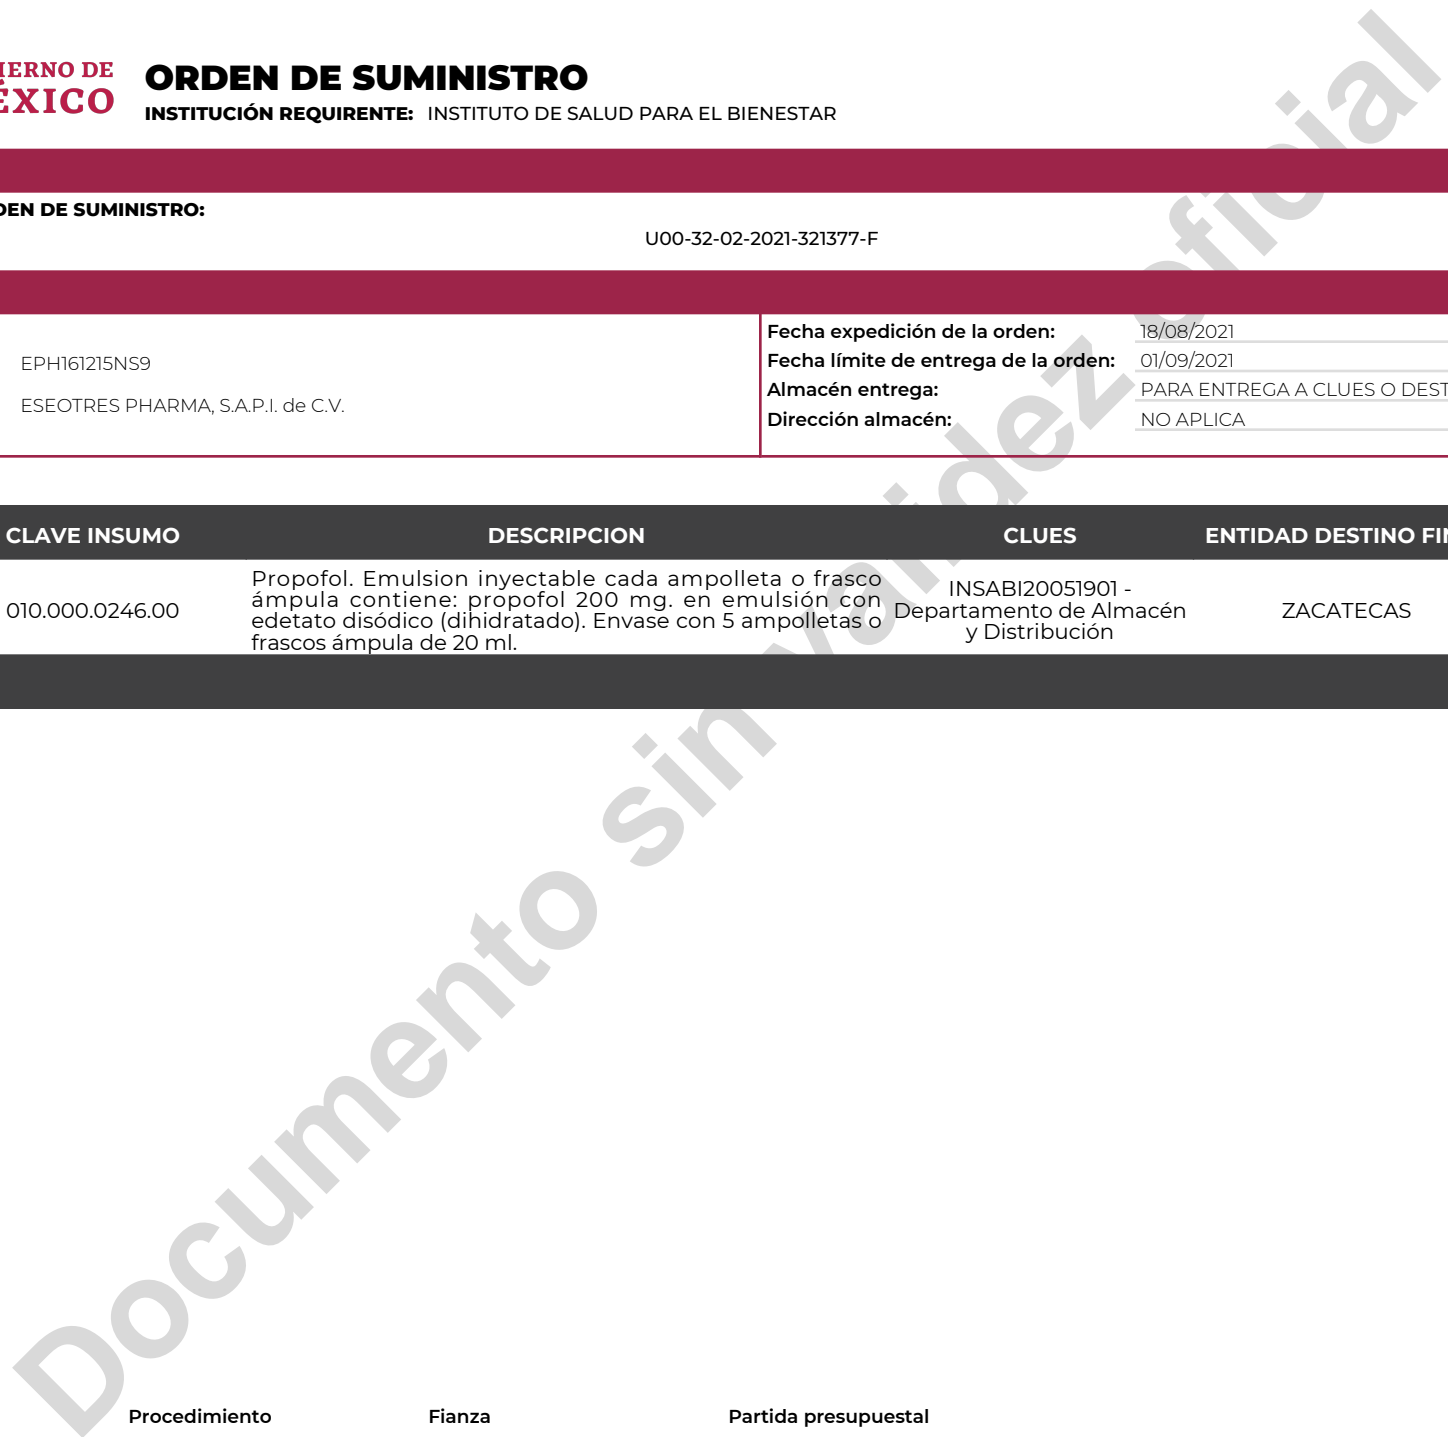 IERNO DE
ÉXICO
ORDEN DE SUMINISTRO
INSTITUCIÓN REQUIRENTE: INSTITUTO DE SALUD PARA EL BIENESTAR
DEN DE SUMINISTRO:
U00-32-02-2021-321377-F
EPH161215NS9
ESEOTRES PHARMA, S.A.P.I. de C.V.
Fecha expedición de la orden: 18/08/2021
Fecha límite de entrega de la orden: 01/09/2021
Almacén entrega: PARA ENTREGA A CLUES O DEST
Dirección almacén: NO APLICA
CLAVE INSUMO DESCRIPCION CLUES ENTIDAD DESTINO FIN
010.000.0246.00
Propofol. Emulsion inyectable cada ampolleta o frasco
ámpula contiene: propofol 200 mg. en emulsión con
edetato disódico (dihidratado). Envase con 5 ampolletas o
frascos ámpula de 20 ml.
INSABI20051901 -
Departamento de Almacén
y Distribución
ZACATECAS
Documento sin validez oficial
Procedimiento Fianza Partida presupuestal